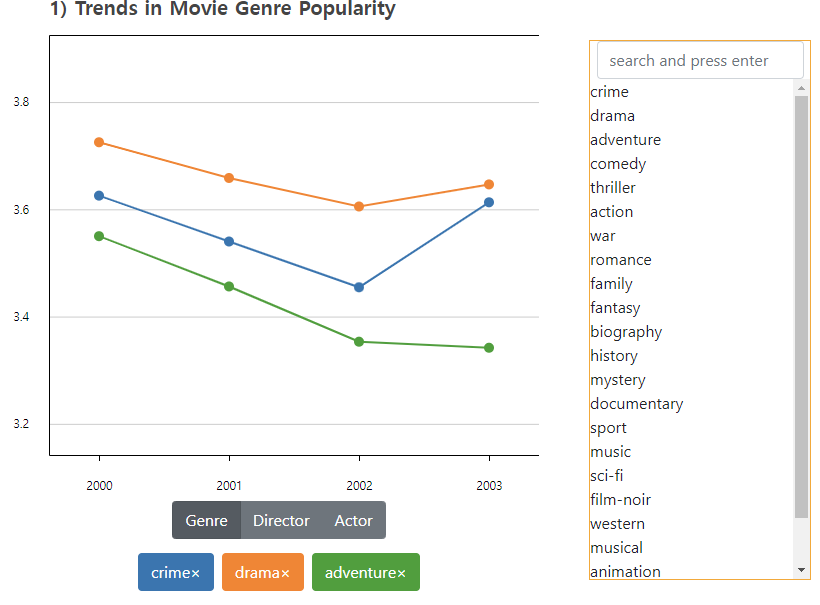 1) Trends in Movie Genre Popularity
3.8
3.6
3.4
3.2
2000 2001 2002 2003
Genre Director Actor
crime× drama× adventure×
search and press enter
crime
drama
adventure
comedy
thriller
action
war
romance
family
fantasy
biography
history
mystery
documentary
sport
music
sci-fi
film-noir
western
musical
animation